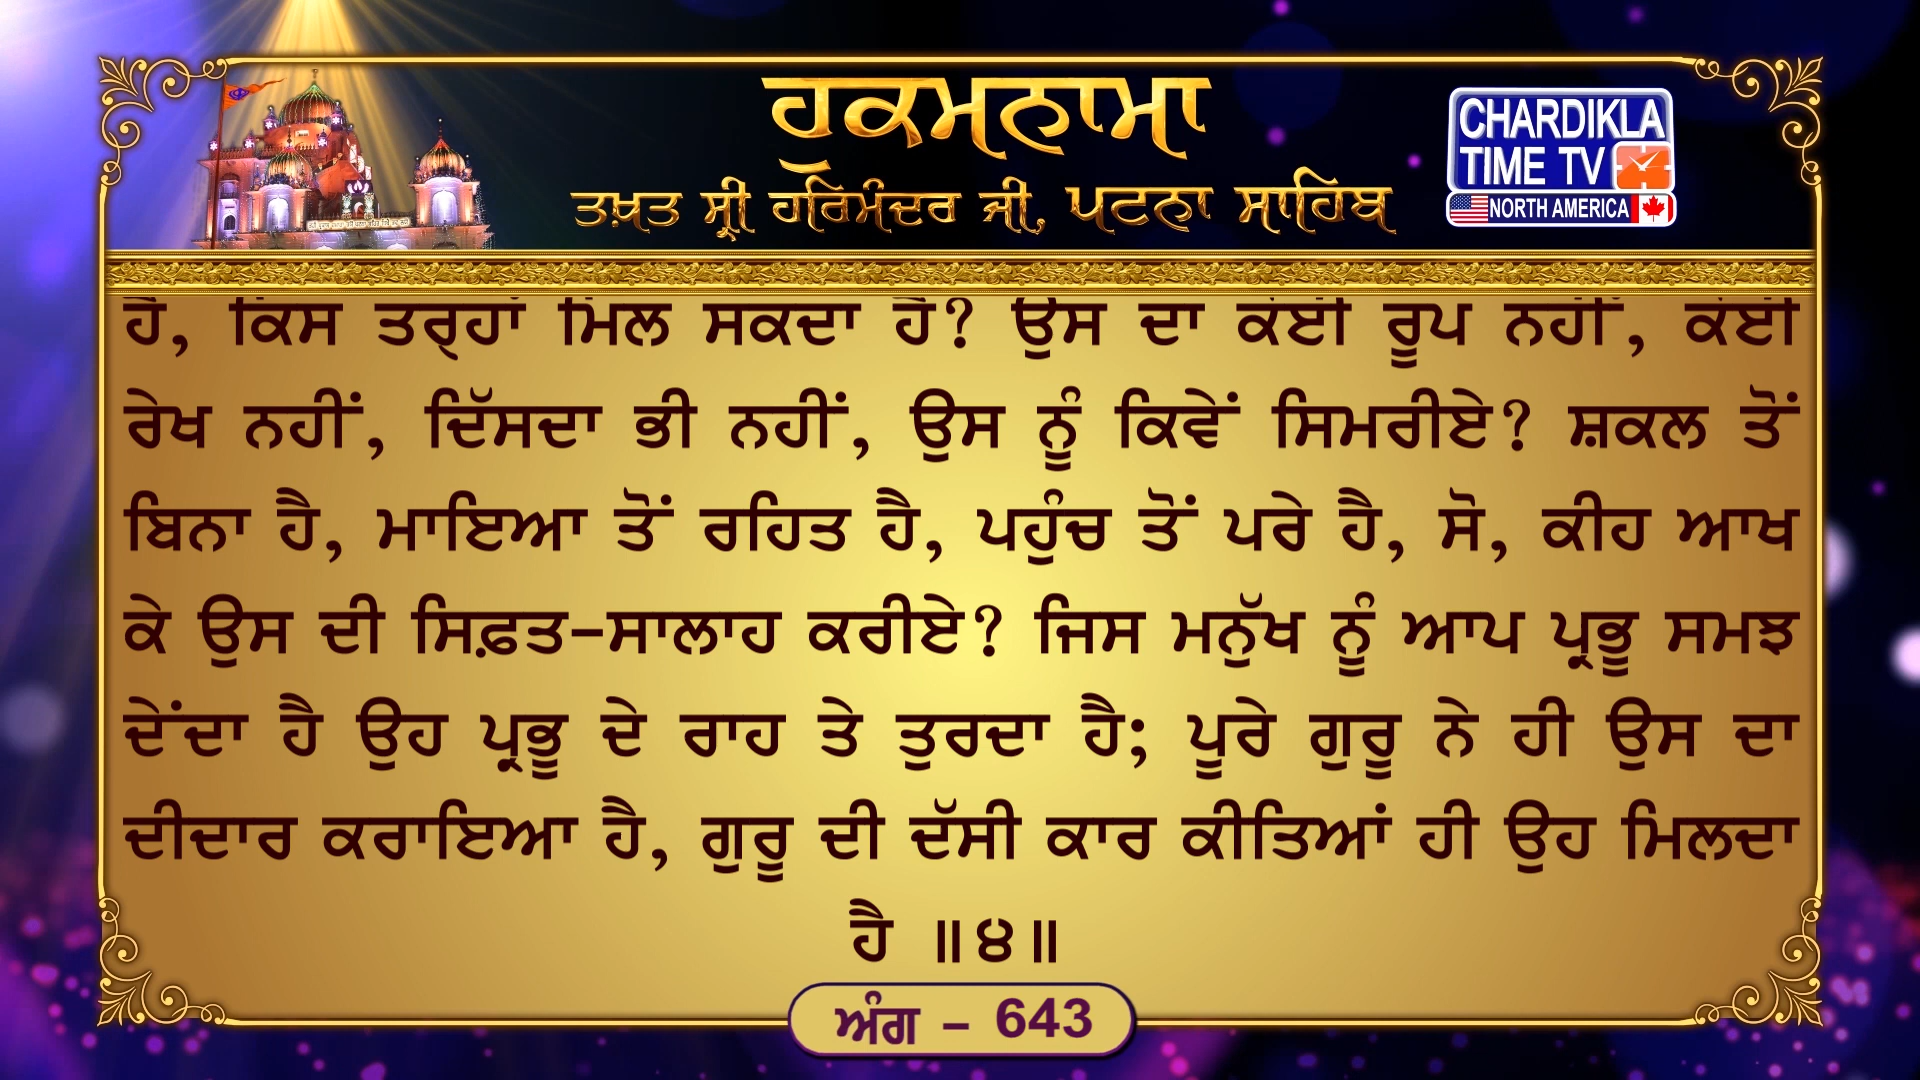 ਹੁਕਮਨਾਮਾ
ਤਖ਼ਤ ਸ੍ਰੀ ਹਰਿਮੰਦਰ ਜੀ, ਪਟਨਾ ਸਾਹਿਬ
CHARDIKLA
TIME TV
NORTH AMERICA
ਹੈ, ਕਿਸ ਤਰ੍ਹਾਂ ਮਿਲ ਸਕਦਾ ਹੈ? ਉਸ ਦਾ ਕੋਈ ਰੂਪ ਨਹੀਂ, ਕੋਈ
ਰੇਖ ਨਹੀਂ, ਦਿੱਸਦਾ ਭੀ ਨਹੀਂ, ਉਸ ਨੂੰ ਕਿਵੇਂ ਸਿਮਰੀਏ? ਸ਼ਕਲ ਤੋਂ
ਬਿਨਾ ਹੈ, ਮਾਇਆ ਤੋਂ ਰਹਿਤ ਹੈ, ਪਹੁੰਚ ਤੋਂ ਪਰੇ ਹੈ, ਸੋ, ਕੀਹ ਆਖ
ਕੇ ਉਸ ਦੀ ਸਿਫ਼ਤ-ਸਾਲਾਹ ਕਰੀਏ? ਜਿਸ ਮਨੁੱਖ ਨੂੰ ਆਪ ਪ੍ਰਭੂ ਸਮਝ
ਦੇਂਦਾ ਹੈ ਉਹ ਪ੍ਰਭੂ ਦੇ ਰਾਹ ਤੇ ਤੁਰਦਾ ਹੈ; ਪੂਰੇ ਗੁਰੂ ਨੇ ਹੀ ਉਸ ਦਾ
ਦੀਦਾਰ ਕਰਾਇਆ ਹੈ, ਗੁਰੂ ਦੀ ਦੱਸੀ ਕਾਰ ਕੀਤਿਆਂ ਹੀ ਉਹ ਮਿਲਦਾ
ਹੈ ॥੪॥
ਅੰਗ - 643